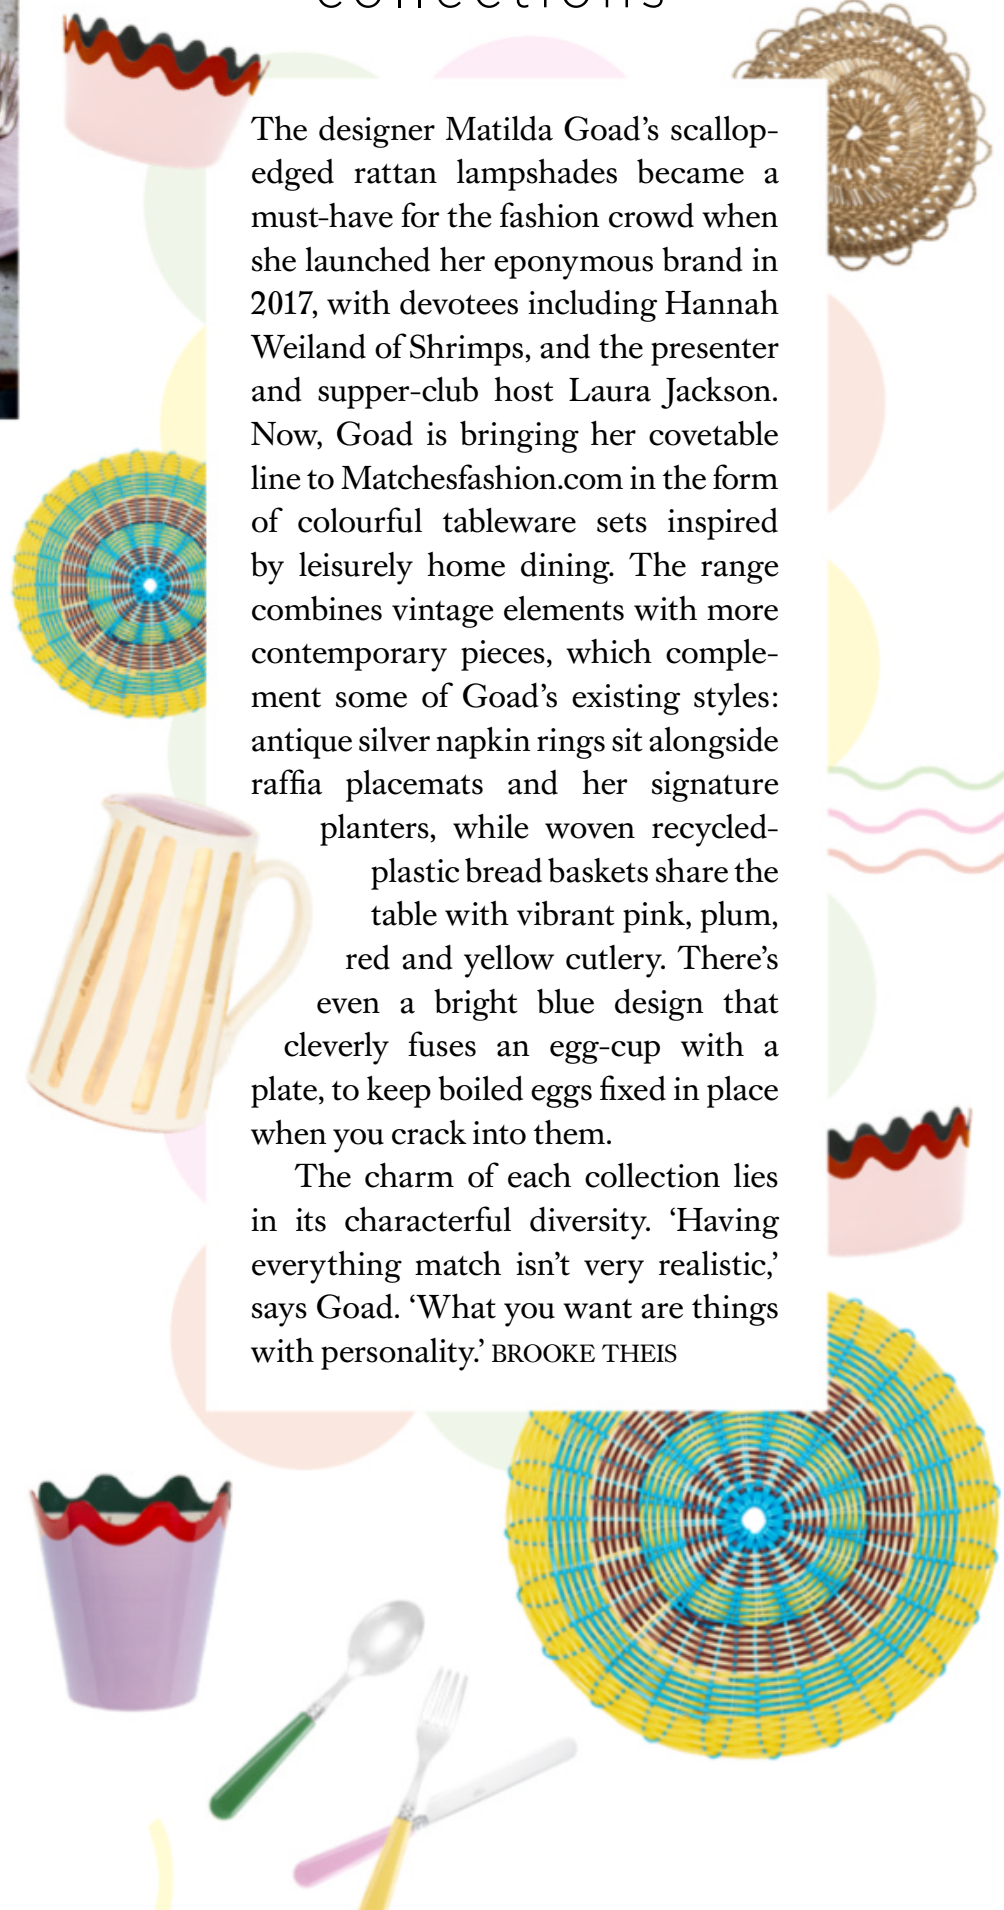 The designer Matilda Goad’s scallop-
edged rattan lampshades became a
must-have for the fashion crowd when
she launched her eponymous brand in
2017, with devotees including Hannah
Weiland of Shrimps, and the presenter
and supper-club host Laura Jackson.
Now, Goad is bringing her covetable
line to Matchesfashion.com in the form
of colourful tableware sets inspired
by leisurely home dining. The range
combines vintage elements with more
contemporary pieces, which comple-
ment some of Goad’s existing styles:
antique silver napkin rings sit alongside
raffia placemats and her signature
planters, while woven recycled-
plastic bread baskets share the
table with vibrant pink, plum,
red and yellow cutlery. There’s
even a bright blue design that
cleverly fuses an egg-cup with a
plate, to keep boiled eggs fixed in place
when you crack into them.
The charm of each collection lies
in its characterful diversity. ‘Having
everything match isn’t very realistic,’
says Goad. ‘What you want are things
with personality.’ BROOKE THEIS